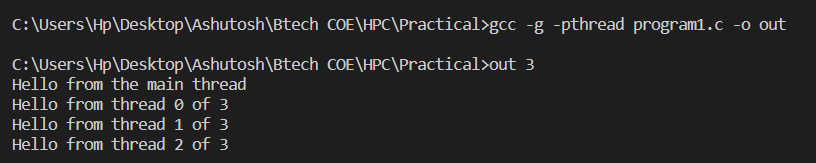 C:\Users\Hp\Desktop\Ashutosh\Btech COE\HPC\Practical>gcc -g -pthread program1.c -o out
C:\Users\Hp\Desktop\Ashutosh\Btech COE\HPC\Practical>out 3
Hello from the main thread
Hello from thread 0 of 3
Hello from thread 1 of 3
Hello from thread 2 of 3